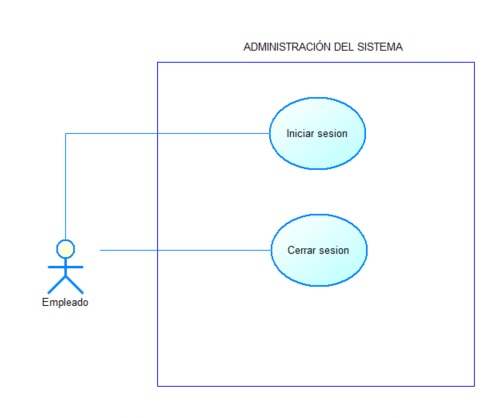 ADMINISTRACIÓN DEL SISTEMA
Iniciar sesion
Cerrar sesion
Empleado